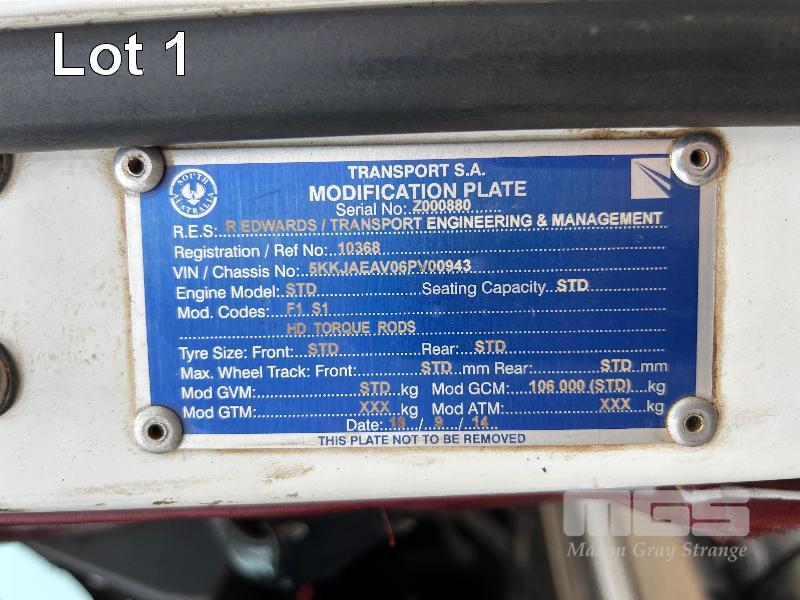 Lot 1
SOUTH AUSTRALIA
TRANSPORT S.A.
MODIFICATION PLATE
Serial No: Z000880
R.E.S: R EDWARDS / TRANSPORT ENGINEERING & MANAGEMENT
Registration / Ref No: 10368
VIN / Chassis No: 5KKJAEAV06PV00943
Engine Model: STD Seating Capacity STD
Mod. Codes: F1 S1
HD TORQUE RODS
Tyre Size: Front: STD Rear: STD
Max. Wheel Track: Front: STD mm Rear: STD mm
Mod GVM: STD kg Mod GCM: 106 000 (STD) kg
Mod GTM: XXX kg Mod ATM: XXX kg
Date: / 9 / 14
THIS PLATE NOT TO BE REMOVED
MGS
Mason Gray Strange